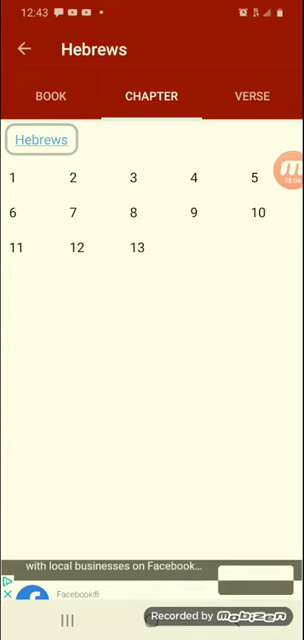 12:43
Hebrews
BOOK CHAPTER VERSE
Hebrews
1 2 3 4 5
6 7 8 9 10
11 12 13
with local businesses on Facebook...
Facebook®
Recorded by mobizen